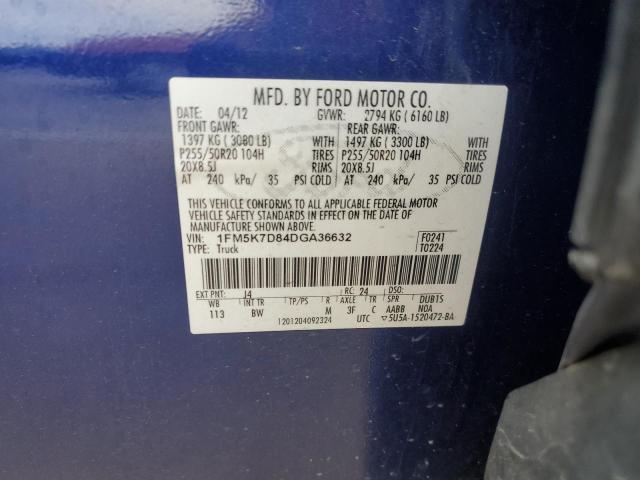 MFD. BY FORD MOTOR CO.
DATE: 04/12 GVWR: 2794 KG ( 6160 LB)
FRONT GAWR: REAR GAWR:
1397 KG ( 3080 LB) WITH 1497 KG ( 3300 LB) WITH
P255/50R20 104H TIRES P255/50R20 104H TIRES
20X8.5J RIMS 20X8.5J RIMS
AT 240 kPa/ 35 PSI COLD AT 240 kPa/ 35 PSI COLD
THIS VEHICLE CONFORMS TO ALL APPLICABLE FEDERAL MOTOR
VEHICLE SAFETY STANDARDS IN EFFECT ON THE DATE OF
MANUFACTURE SHOWN ABOVE.
VIN: 1FM5K7D84DGA36632 F0241
TYPE: Truck T0224
EXT PNT: J4 RC: 24 DSO:
WB INT TR TP/PS R AXLE TR SPR DUB1S
113 BW M 3F C AABB NOA
1201204092324 UTC ▽5U5A-1520472-BA